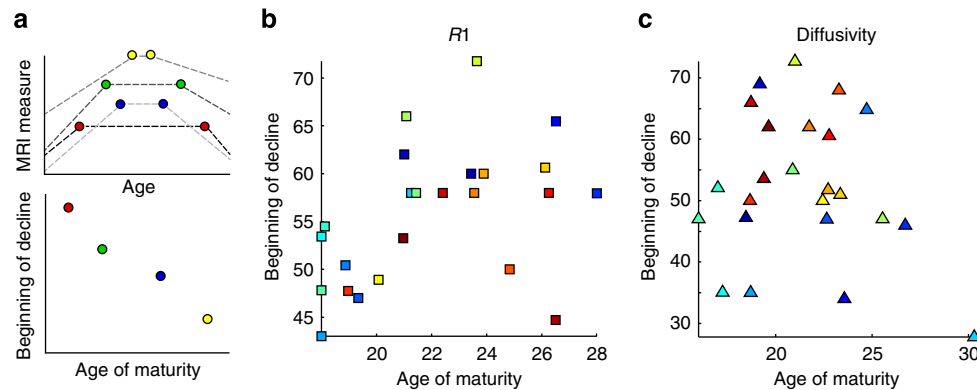 a
MRI measure
Age
Beginning of decline
Age of maturity
b
R1
Beginning of decline
70
65
60
55
50
45
20 22 24 26 28
Age of maturity
c
Diffusivity
Beginning of decline
70
60
50
40
30
20 25 30
Age of maturity